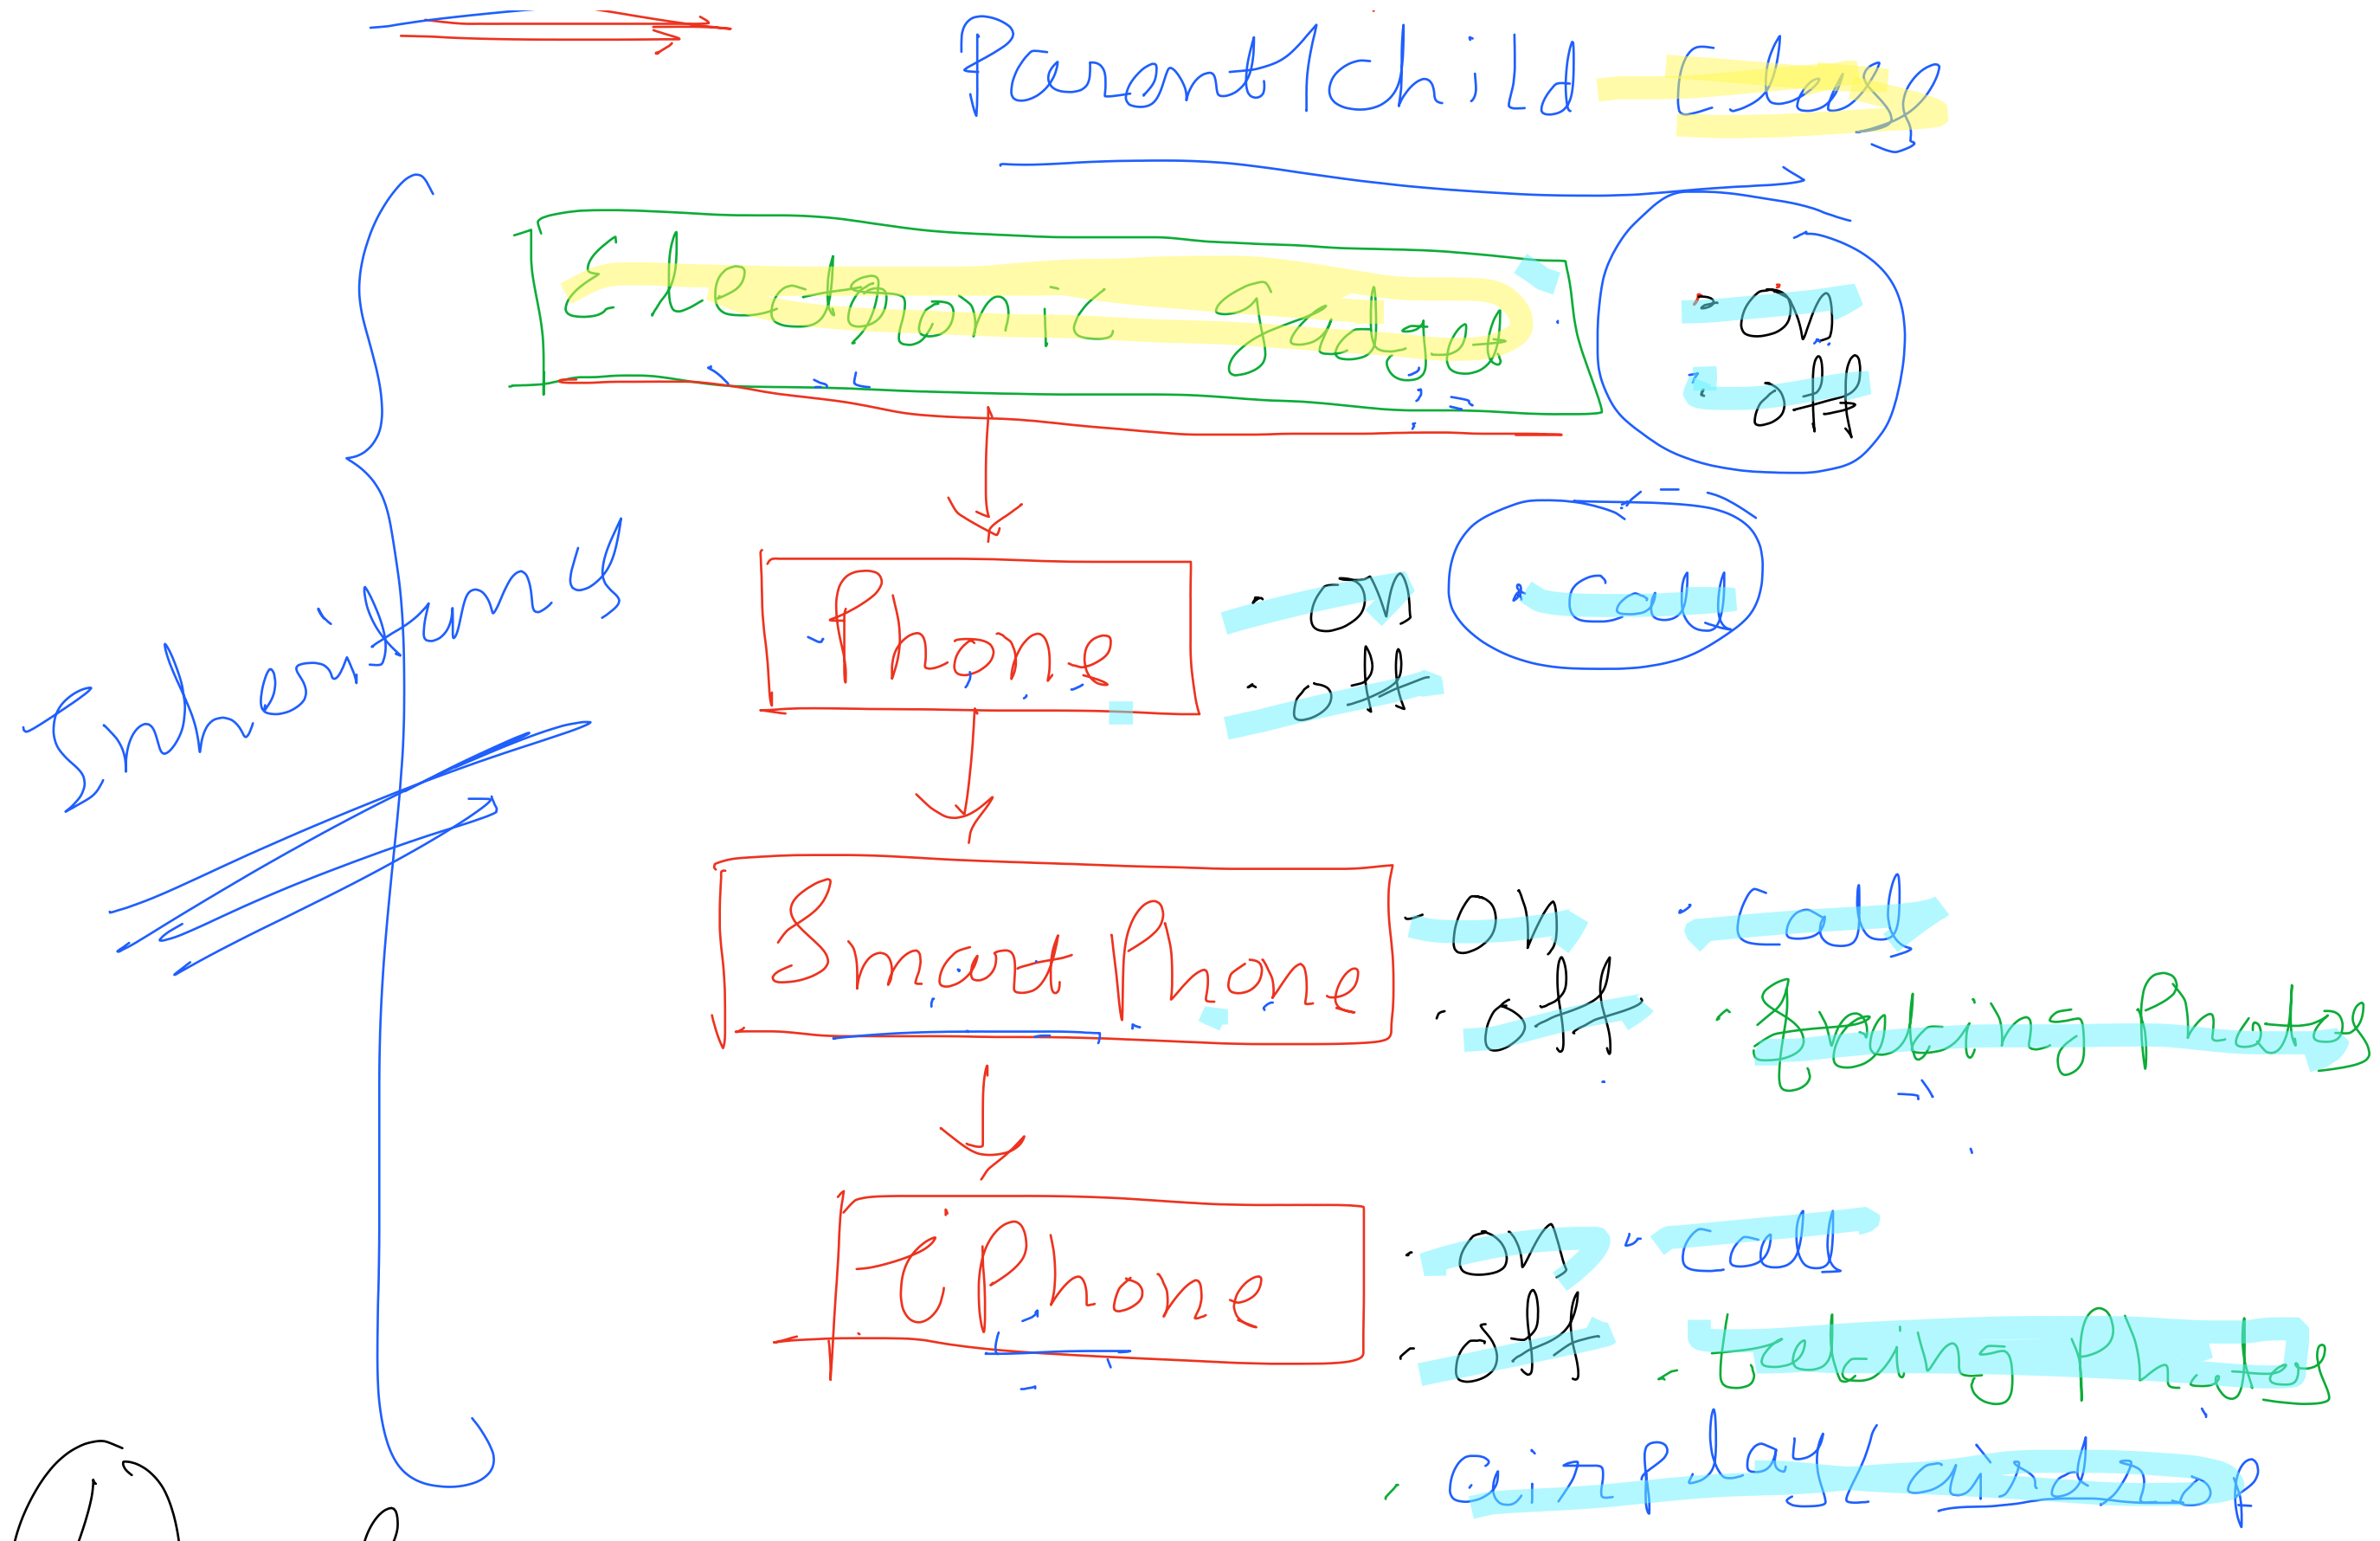 Parent/child class
Electronic gadget
- on
- off
Phone
- on
- off
- call
Inheritance
Smart Phone
- on
- off
- call
- taking Photos
iPhone
- on
- off
- call
- taking Photos
- airplay/airdrop